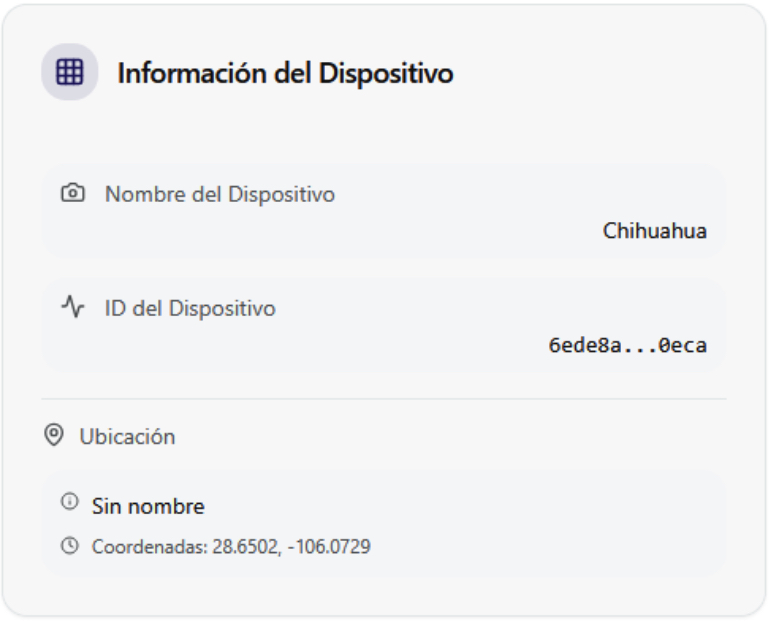 Información del Dispositivo
Nombre del Dispositivo
Chihuahua
ID del Dispositivo
6ede8a...0eca
Ubicación
Sin nombre
Coordenadas: 28.6502, -106.0729